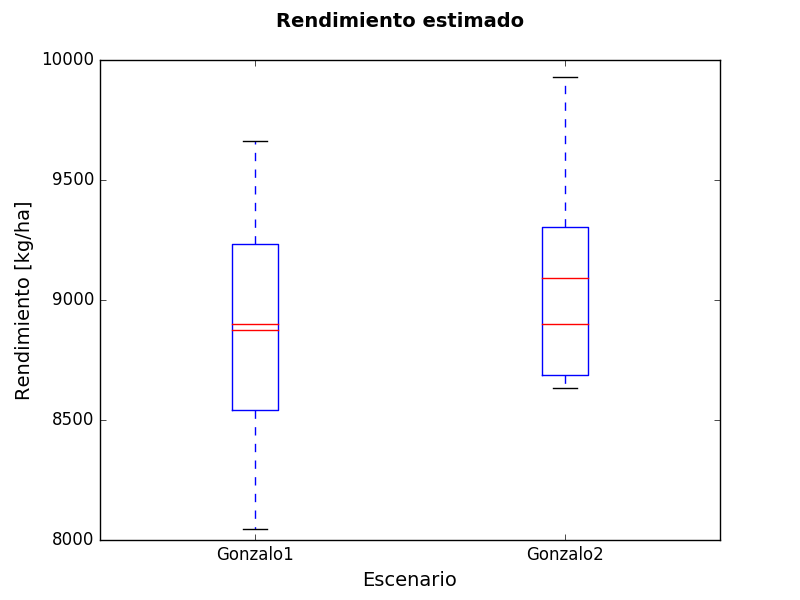 Rendimiento estimado
10000
9500
9000
8500
8000
Rendimiento [kg/ha]
Gonzalo1
Gonzalo2
Escenario